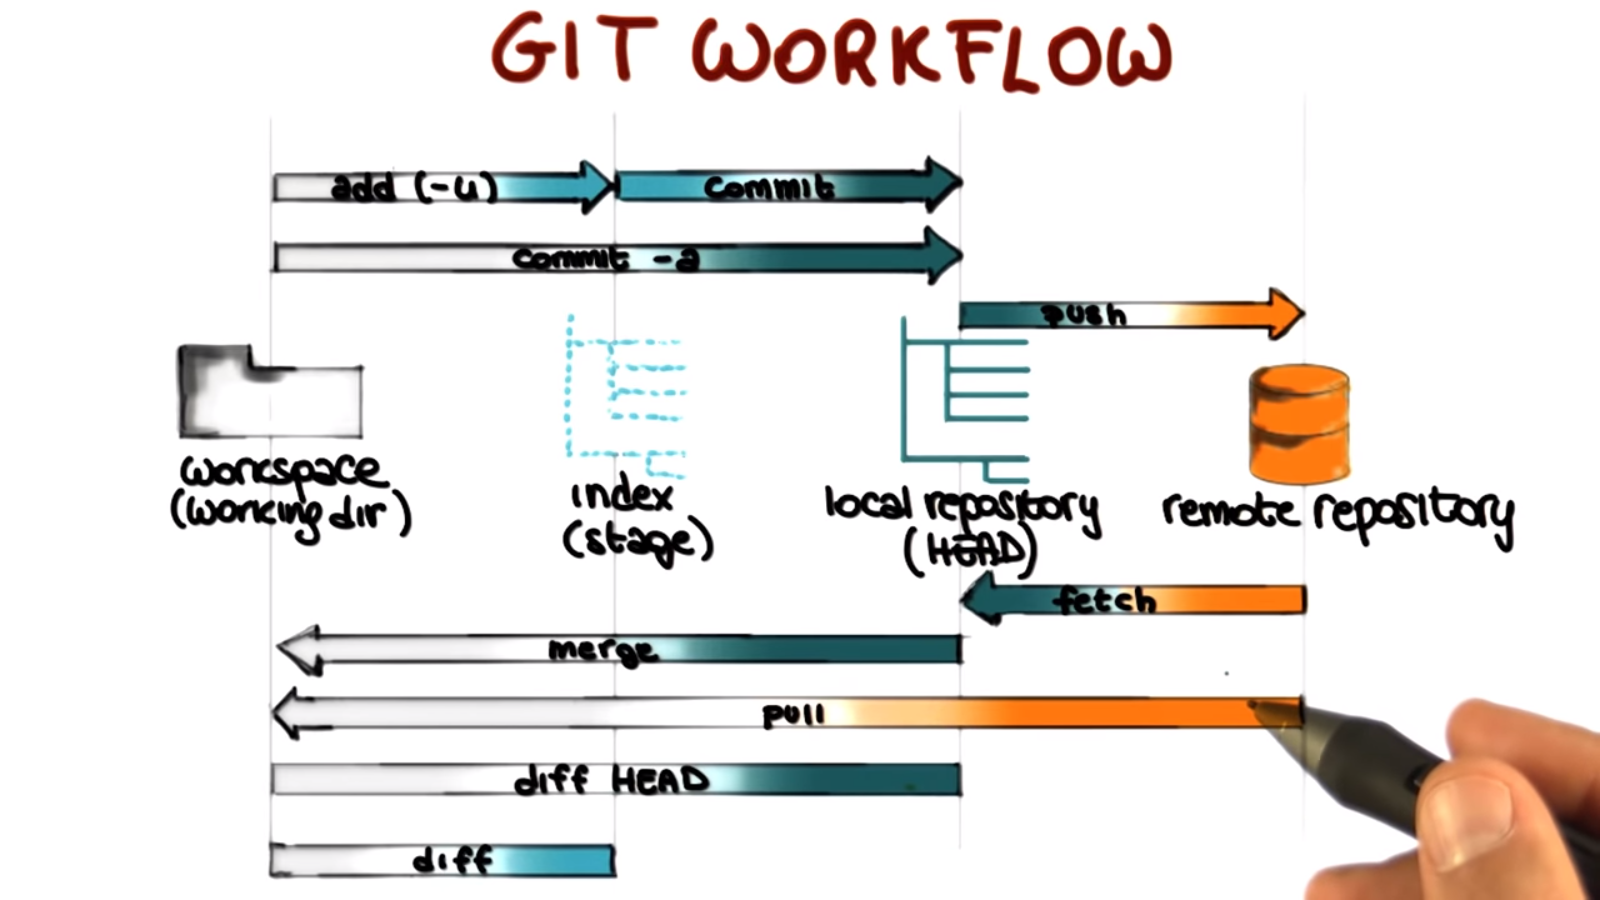 GIT WORKFLOW
add (-u)
commit
commit -a
push
workspace
(working dir)
index
(stage)
local repository
(HEAD)
remote repository
fetch
merge
pull
diff HEAD
diff